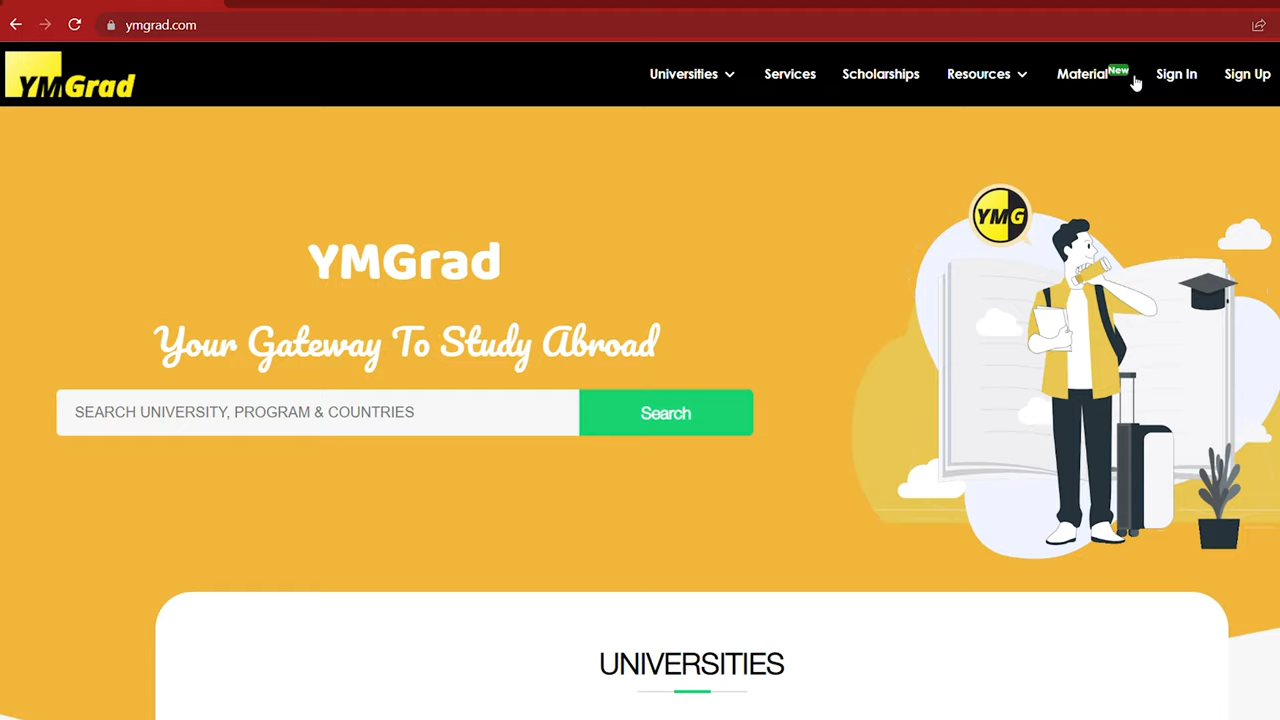 ymgrad.com
YMGrad
Universities
Services
Scholarships
Resources
Material
New
Sign In
Sign Up
YMG
YMGrad
Your Gateway To Study Abroad
SEARCH UNIVERSITY, PROGRAM & COUNTRIES
Search
UNIVERSITIES